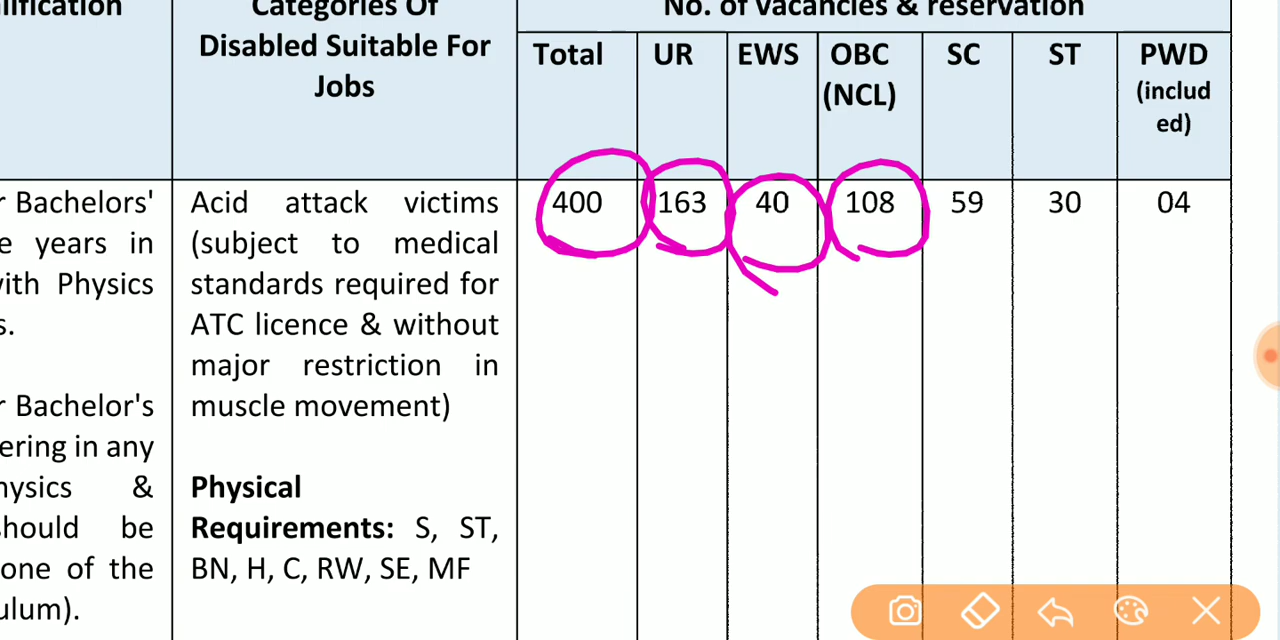 Categories Of
Disabled Suitable For
Jobs
No. of vacancies & reservation
Total UR EWS OBC (NCL) SC ST PWD (includ ed)
r Bachelors'
e years in
with Physics
s.
r Bachelor's
ering in any
hysics &
should be
one of the
ulum).
Acid attack victims
(subject to medical
standards required for
ATC licence & without
major restriction in
muscle movement)
Physical
Requirements: S, ST,
BN, H, C, RW, SE, MF
400 163 40 108 59 30 04